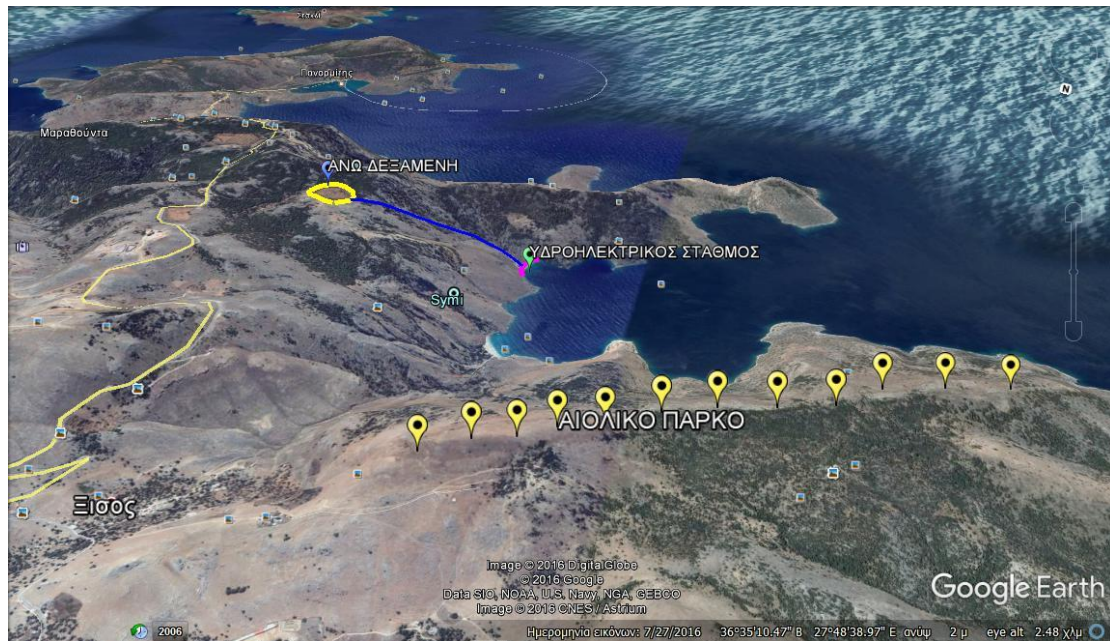 Πανορμίτης
Μαραθούντα
ΑΝΩ ΔΕΞΑΜΕΝΗ
ΥΔΡΟΗΛΕΚΤΡΙΚΟΣ ΣΤΑΘΜΟΣ
Symi
ΑΙΟΛΙΚΟ ΠΑΡΚΟ
Ξισος
Image © 2016 DigitalGlobe
© 2016 Google
Data SIO, NOAA, U.S. Navy, NGA, GEBCO
Image © 2016 CNES / Astrium
Google Earth
2006
Ημερομηνία εικόνων: 7/27/2016 36°35'10.47" Β 27°48'38.97" Ε ανύψ 2 μ eye alt 2.48 χλμ
N